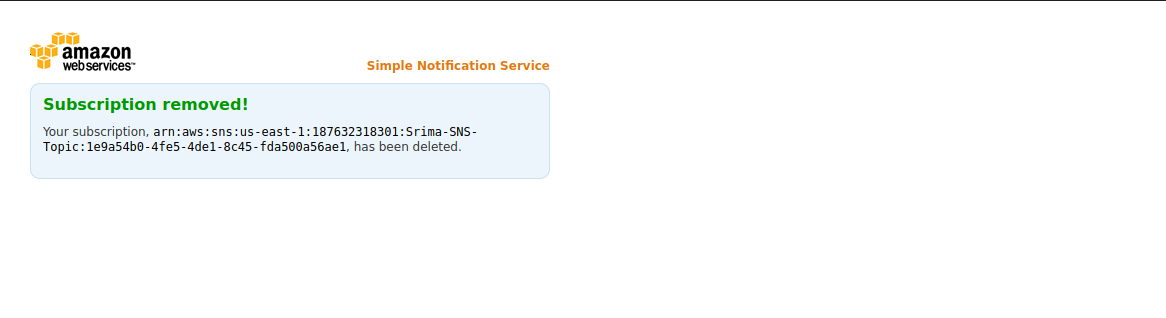 amazon
webservices™
Simple Notification Service
Subscription removed!
Your subscription, arn:aws:sns:us-east-1:187632318301:Srima-SNS-
Topic:1e9a54b0-4fe5-4de1-8c45-fda500a56ae1, has been deleted.